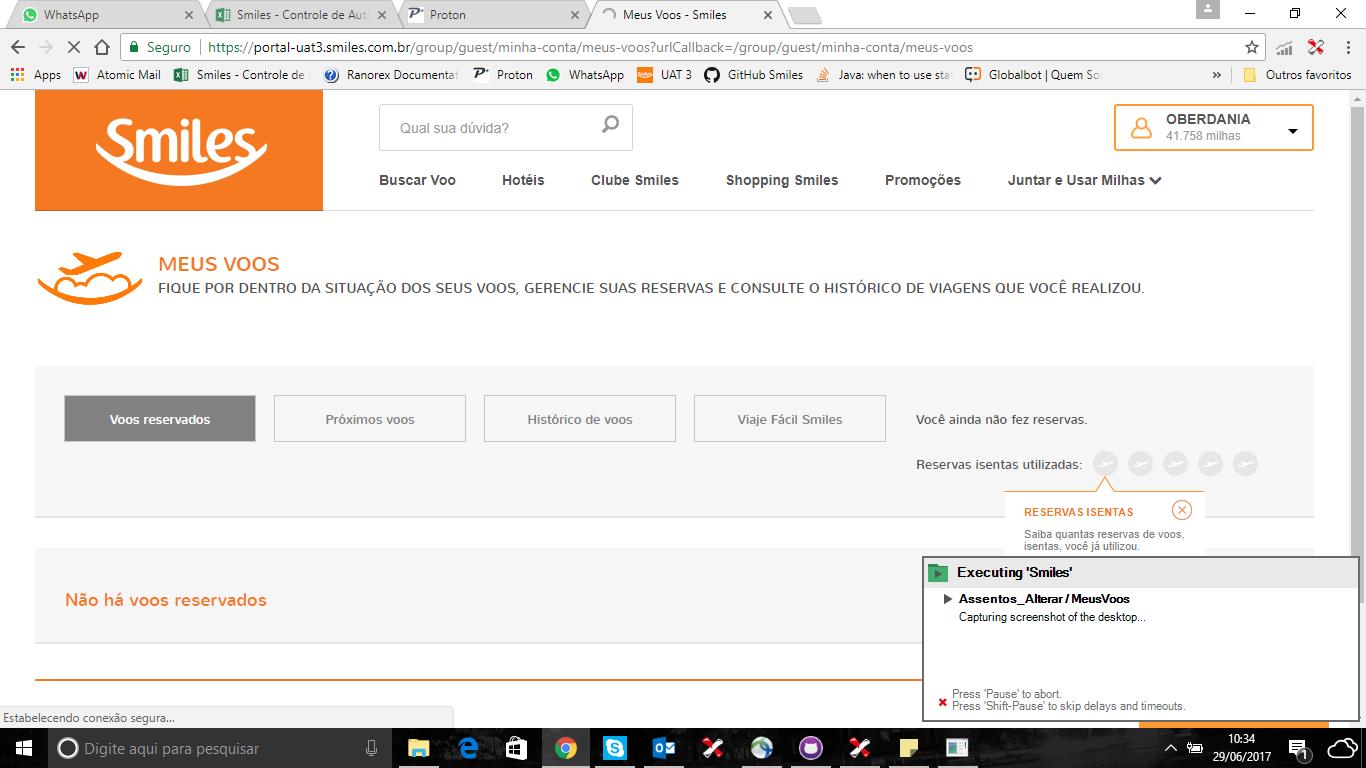 WhatsApp
Smiles - Controle de Aut
Proton
Meus Voos - Smiles
Seguro
https://portal-uat3.smiles.com.br/group/guest/minha-conta/meus-voos?urlCallback=/group/guest/minha-conta/meus-voos
Apps
Atomic Mail
Smiles - Controle de
Ranorex Documentat
Proton
WhatsApp
UAT 3
GitHub Smiles
Java: when to use sta
Globalbot | Quem So
»
Outros favoritos
Smiles
Qual sua dúvida?
OBERDANIA
41.758 milhas
Buscar Voo
Hotéis
Clube Smiles
Shopping Smiles
Promoções
Juntar e Usar Milhas
MEUS VOOS
FIQUE POR DENTRO DA SITUAÇÃO DOS SEUS VOOS, GERENCIE SUAS RESERVAS E CONSULTE O HISTÓRICO DE VIAGENS QUE VOCÊ REALIZOU.
Voos reservados
Próximos voos
Histórico de voos
Viaje Fácil Smiles
Você ainda não fez reservas.
Reservas isentas utilizadas:
RESERVAS ISENTAS
Saiba quantas reservas de voos,
isentas, você já utilizou.
Não há voos reservados
Executing 'Smiles'
Assentos_Alterar / MeusVoos
Capturing screenshot of the desktop...
Press 'Pause' to abort.
Press 'Shift-Pause' to skip delays and timeouts.
Estabelecendo conexão segura...
Digite aqui para pesquisar
10:34
29/06/2017
1